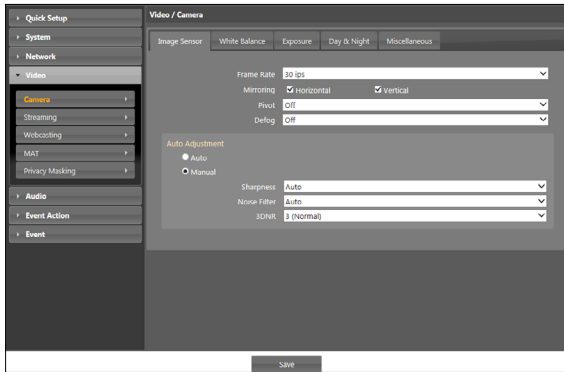 Quick Setup
System
Network
Video
Camera
Streaming
Webcasting
MAT
Privacy Masking
Audio
Event Action
Event
Video / Camera
Image Sensor White Balance Exposure Day & Night Miscellaneous
Frame Rate 30 ips
Mirroring Horizontal Vertical
Pivot Off
Defog Off
Auto Adjustment
Auto
Manual
Sharpness Auto
Noise Filter Auto
3DNR 3 (Normal)
Save